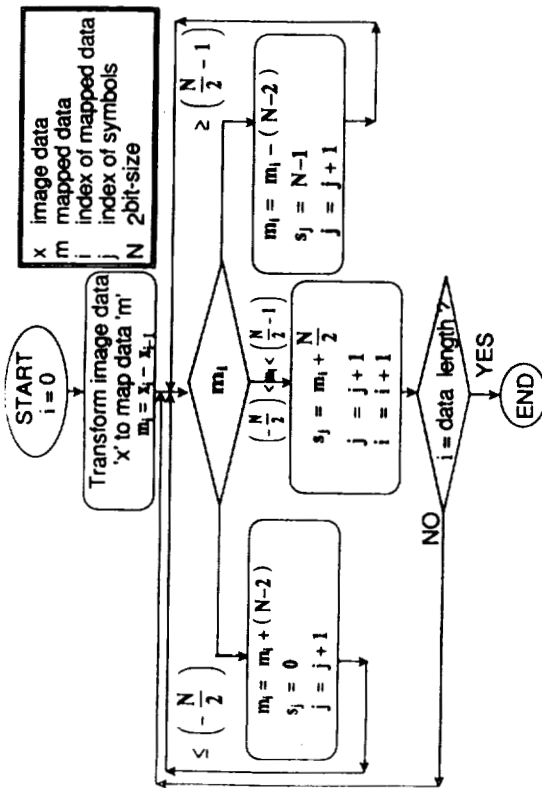 START
i = 0
x image data
m mapped data
i index of mapped data
j index of symbols
N 2bit-size
Transform image data
'x' to map data 'm'
mᵢ = xᵢ − xᵢ₋₁
mᵢ
≤ (− N/2)
(− N/2) < mᵢ < (N/2 − 1)
≥ (N/2 − 1)
mᵢ = mᵢ + ( N−2 )
sⱼ = 0
j = j + 1
sⱼ = mᵢ + N/2
j = j + 1
i = i + 1
mᵢ = mᵢ − ( N−2 )
sⱼ = N−1
j = j + 1
i = data length ?
NO
YES
END